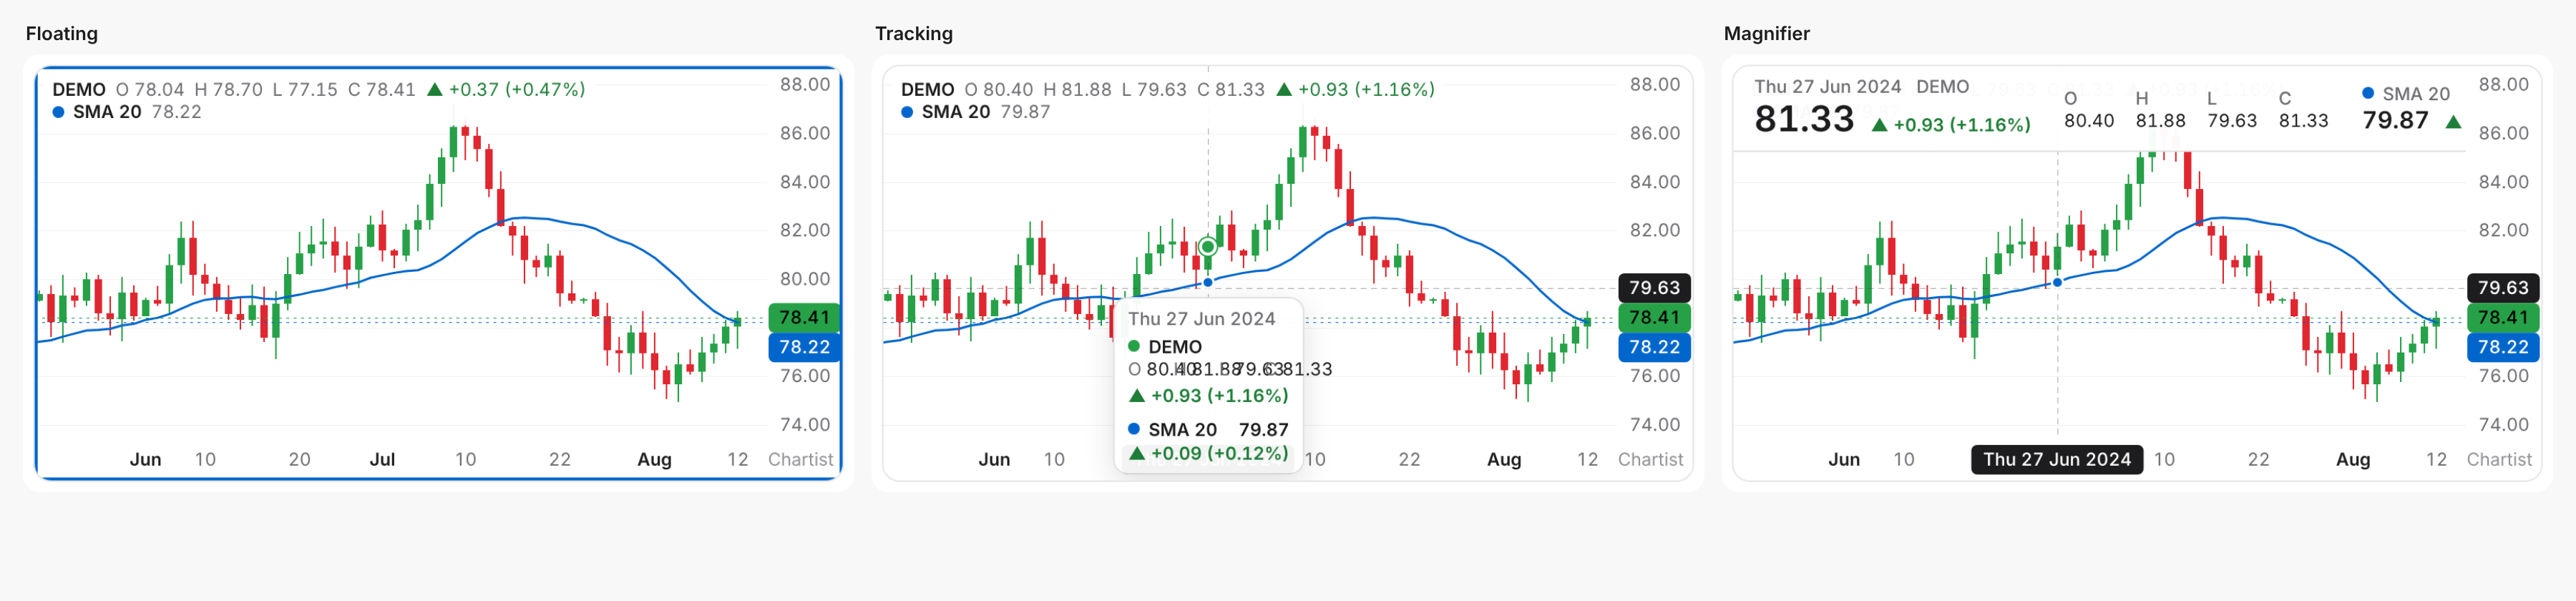 Floating
DEMO O 78.04 H 78.70 L 77.15 C 78.41 ▲ +0.37 (+0.47%)
SMA 20 78.22
88.00
86.00
84.00
82.00
80.00
78.41
78.22
76.00
74.00
Jun 10 20 Jul 10 22 Aug 12 Chartist
Tracking
DEMO O 80.40 H 81.88 L 79.63 C 81.33 ▲ +0.93 (+1.16%)
SMA 20 79.87
88.00
86.00
84.00
82.00
79.63
78.41
78.22
76.00
74.00
Thu 27 Jun 2024
DEMO
O 80.40 81.88 79.63 81.33
▲ +0.93 (+1.16%)
SMA 20 79.87
▲ +0.09 (+0.12%)
Jun 10 10 22 Aug 12 Chartist
Magnifier
Thu 27 Jun 2024 DEMO
81.33 ▲ +0.93 (+1.16%)
O H L C
80.40 81.88 79.63 81.33
SMA 20
79.87 ▲
88.00
86.00
84.00
82.00
79.63
78.41
78.22
76.00
74.00
Jun 10 Thu 27 Jun 2024 10 22 Aug 12 Chartist